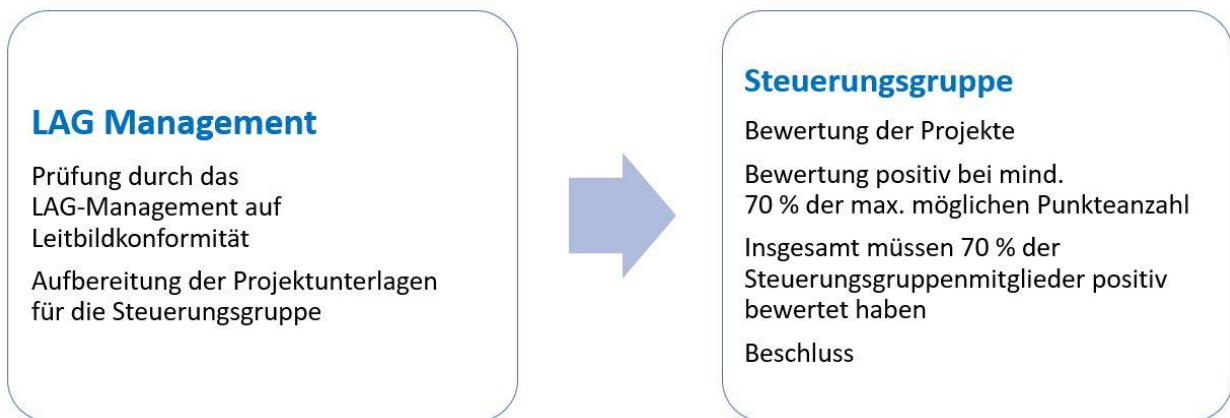 LAG Management
Prüfung durch das
LAG-Management auf
Leitbildkonformität
Aufbereitung der Projektunterlagen
für die Steuerungsgruppe
Steuerungsgruppe
Bewertung der Projekte
Bewertung positiv bei mind.
70 % der max. möglichen Punkteanzahl
Insgesamt müssen 70 % der
Steuerungsgruppenmitglieder positiv
bewertet haben
Beschluss